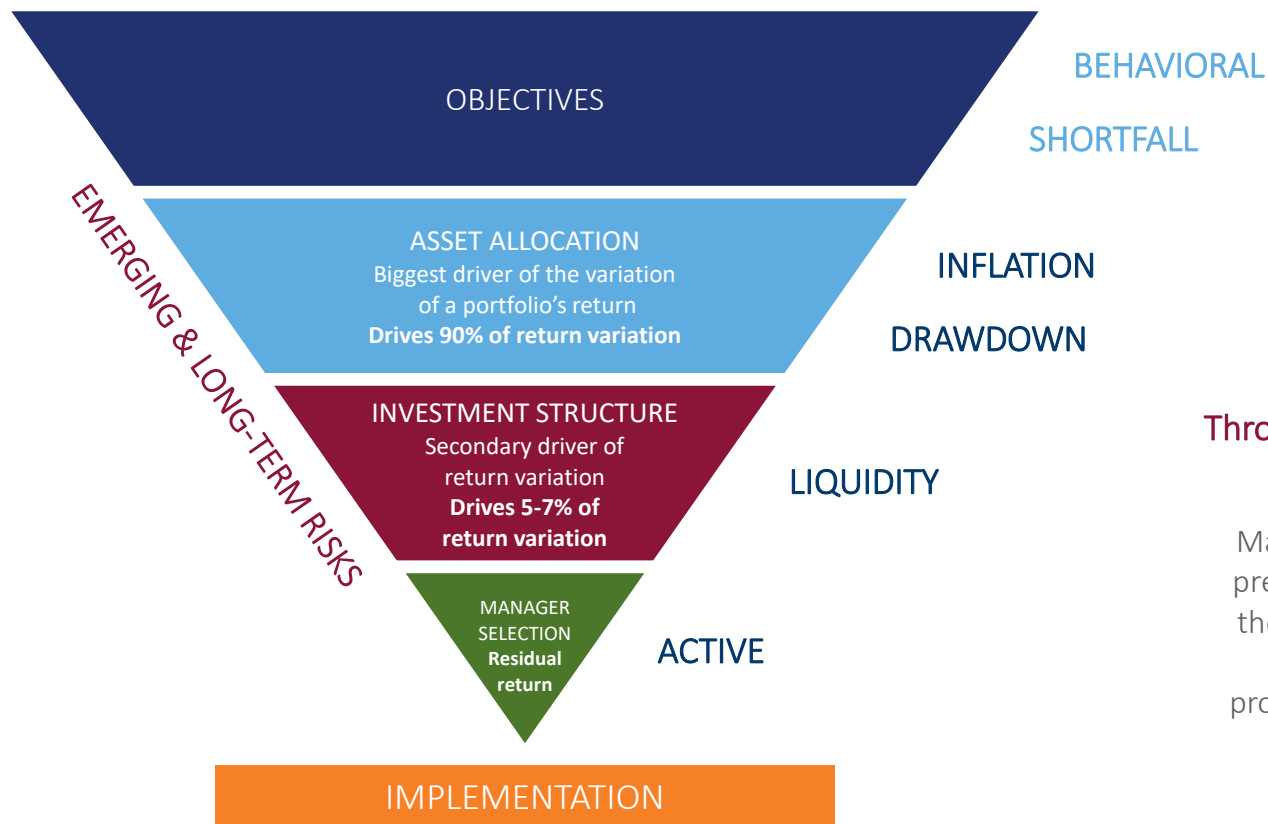 OBJECTIVES
BEHAVIORAL
SHORTFALL
EMERGING & LONG-TERM RISKS
ASSET ALLOCATION
Biggest driver of the variation
of a portfolio’s return
Drives 90% of return variation
INFLATION
DRAWDOWN
INVESTMENT STRUCTURE
Secondary driver of
return variation
Drives 5-7% of
return variation
LIQUIDITY
MANAGER
SELECTION
Residual
return
ACTIVE
IMPLEMENTATION